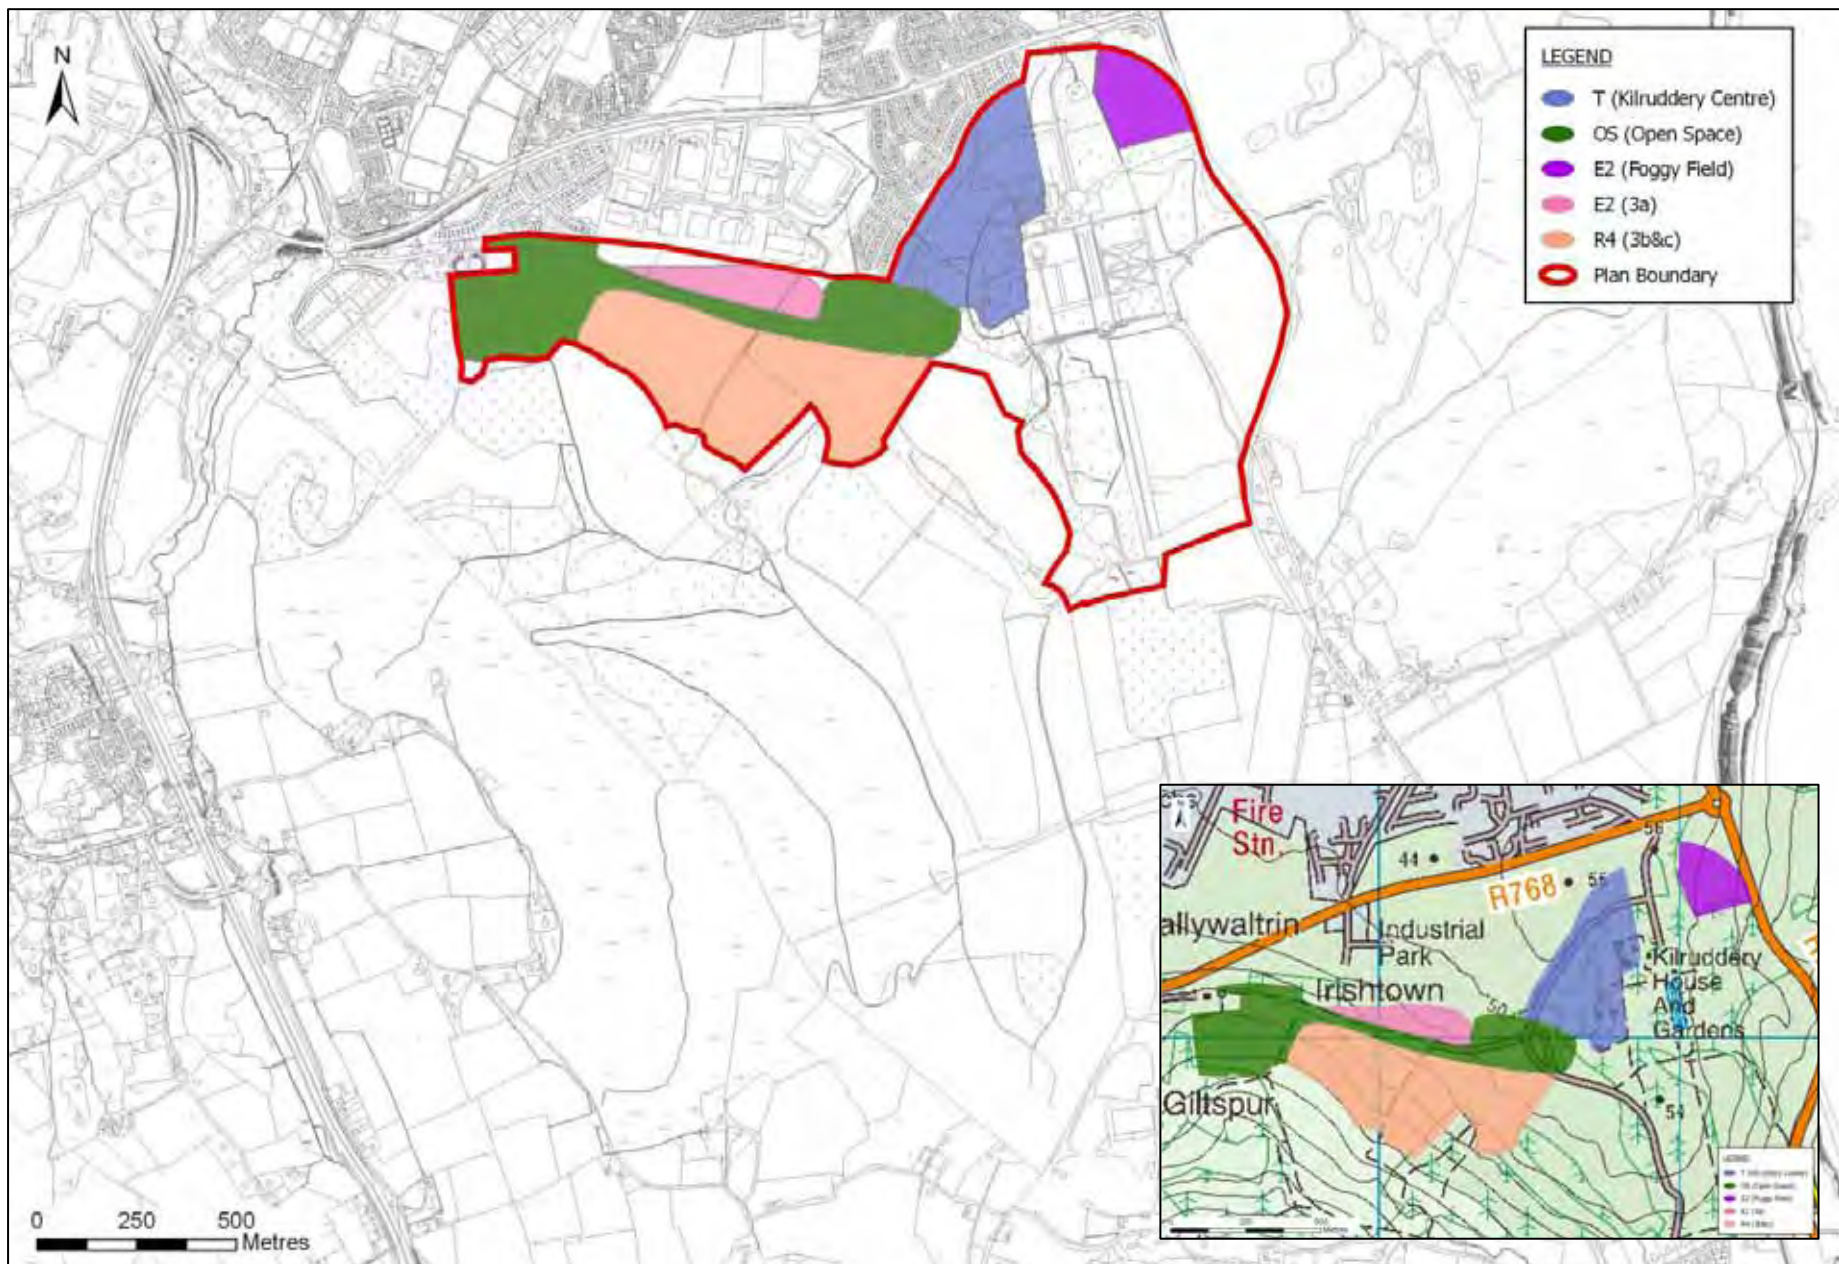 N
LEGEND
T (Kilruddery Centre)
OS (Open Space)
E2 (Foggy Field)
E2 (3a)
R4 (3b&c)
Plan Boundary
Fire
Stn.
44
56
R768
allywaltrin
Industrial
Park
Irishtown
50
Kilruddery
House
And
Gardens
Giltspur
54
0 250 500
Metres